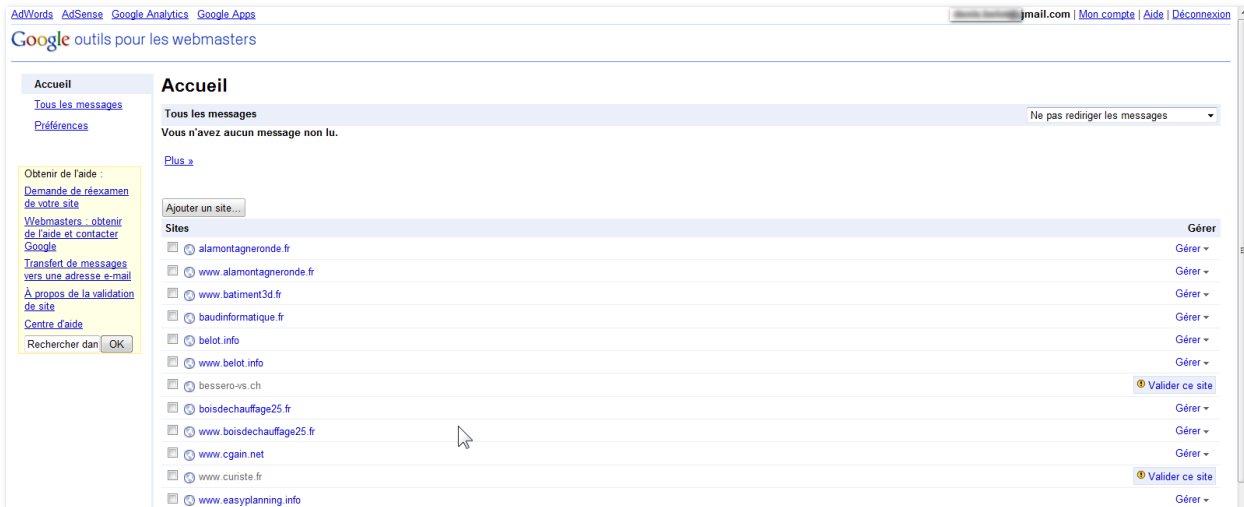 AdWords AdSense Google Analytics Google Apps
gmail.com | Mon compte | Aide | Déconnexion
Google outils pour les webmasters
Accueil
Tous les messages
Préférences
Obtenir de l'aide :
Demande de réexamen
de votre site
Webmasters : obtenir
de l'aide et contacter
Google
Transfert de messages
vers une adresse e-mail
À propos de la validation
de site
Centre d'aide
Rechercher dan OK
Accueil
Tous les messages Ne pas rediriger les messages
Vous n'avez aucun message non lu.
Plus »
Ajouter un site...
Sites Gérer
alamontagneronde.fr Gérer
www.alamontagneronde.fr Gérer
www.batiment3d.fr Gérer
baudinformatique.fr Gérer
belot.info Gérer
www.belot.info Gérer
bessero-vs.ch Valider ce site
boisdechauffage25.fr Gérer
www.boisdechauffage25.fr Gérer
www.cgain.net Gérer
www.curiste.fr Valider ce site
www.easyplanning.info Gérer